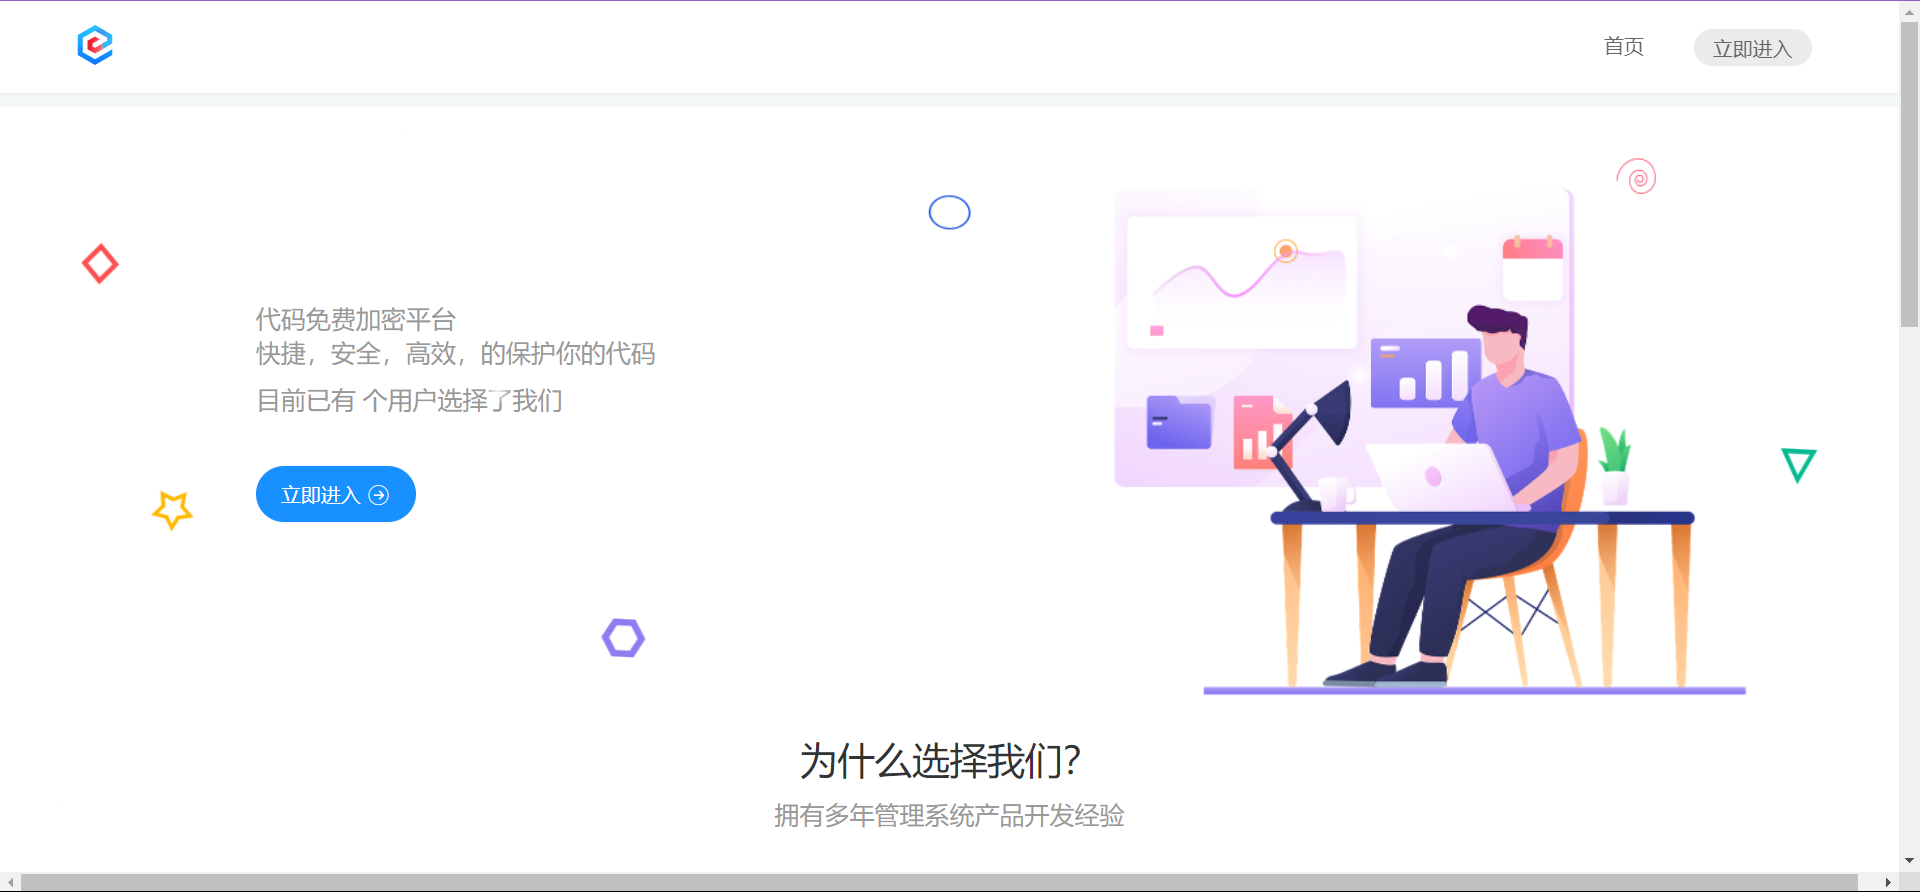 首页
立即进入
代码免费加密平台
快捷，安全，高效，的保护你的代码
目前已有 个用户选择了我们
立即进入
为什么选择我们?
拥有多年管理系统产品开发经验